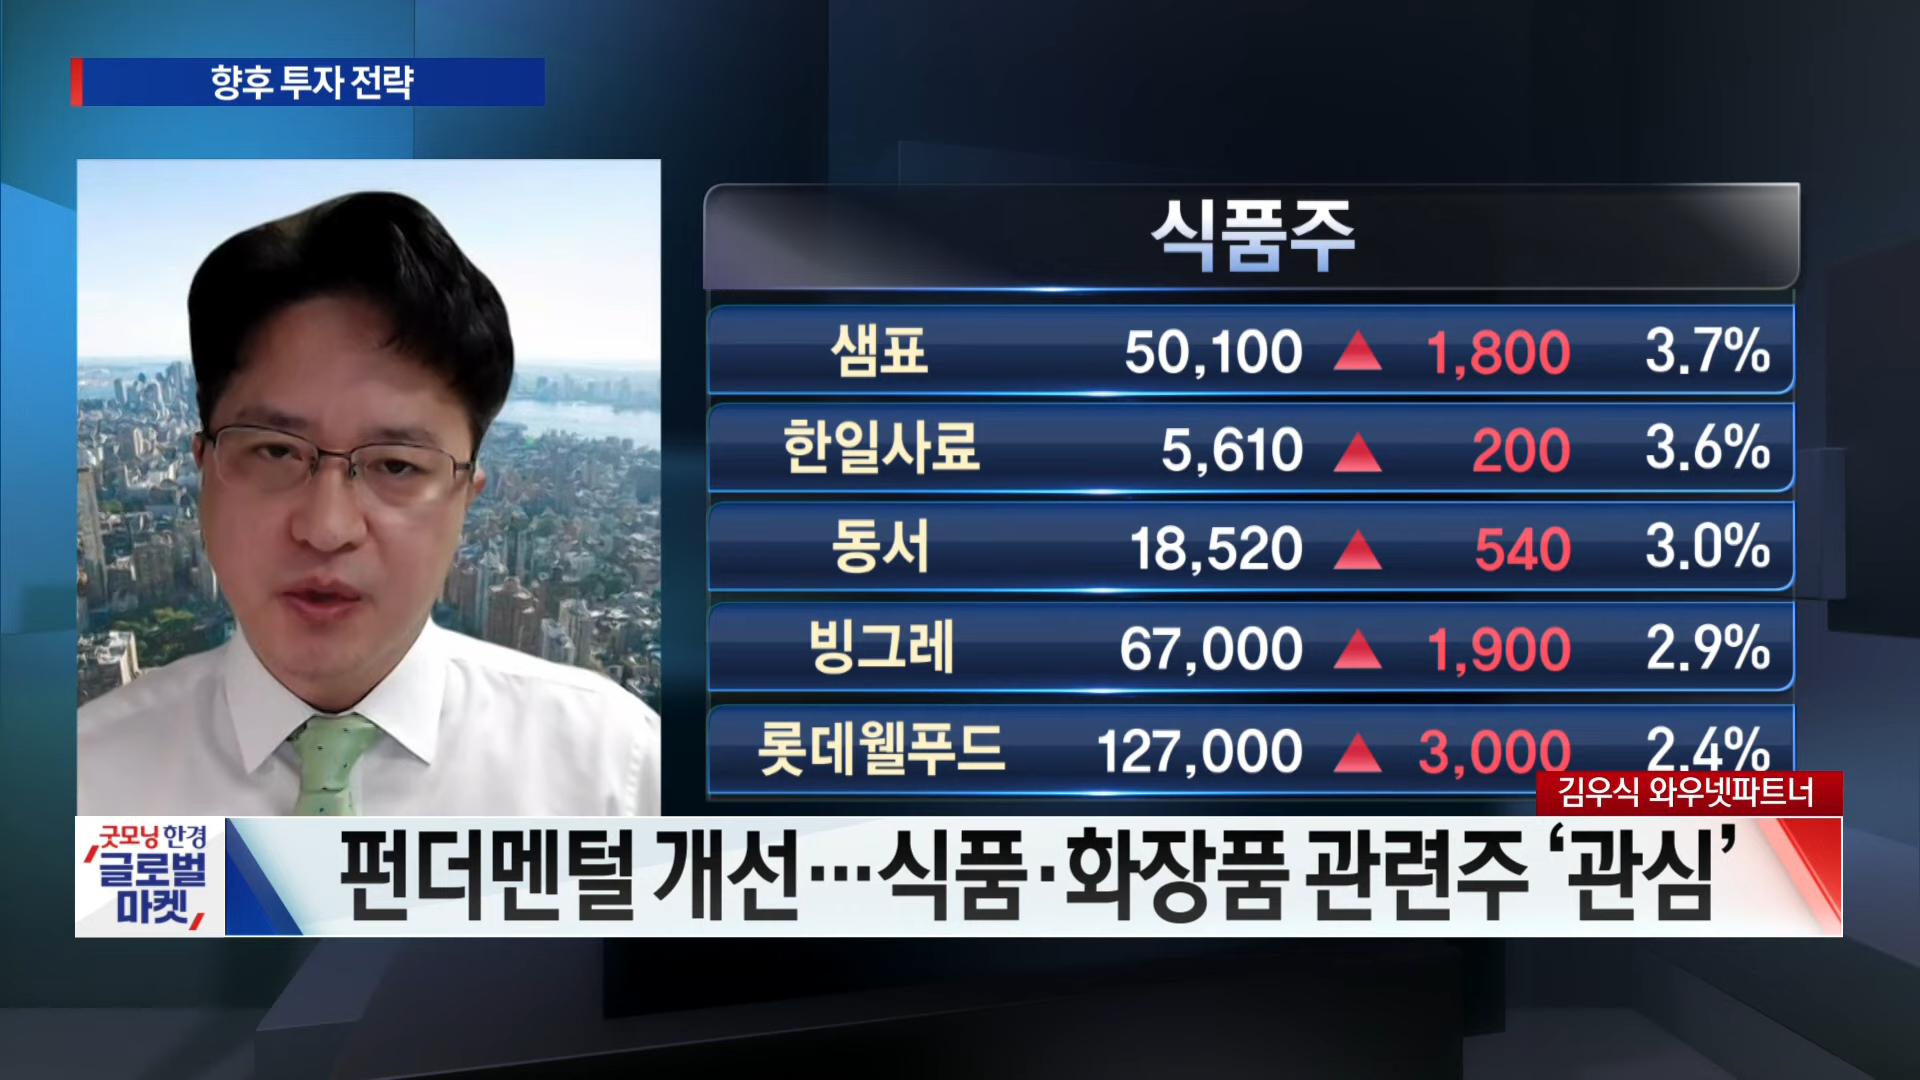 향후 투자 전략
식품주
샘표 50,100 ▲ 1,800 3.7%
한일사료 5,610 ▲ 200 3.6%
동서 18,520 ▲ 540 3.0%
빙그레 67,000 ▲ 1,900 2.9%
롯데웰푸드 127,000 ▲ 3,000 2.4%
김우식 와우넷파트너
굿모닝 한경
글로벌
마켓
펀더멘털 개선…식품·화장품 관련주 ‘관심’